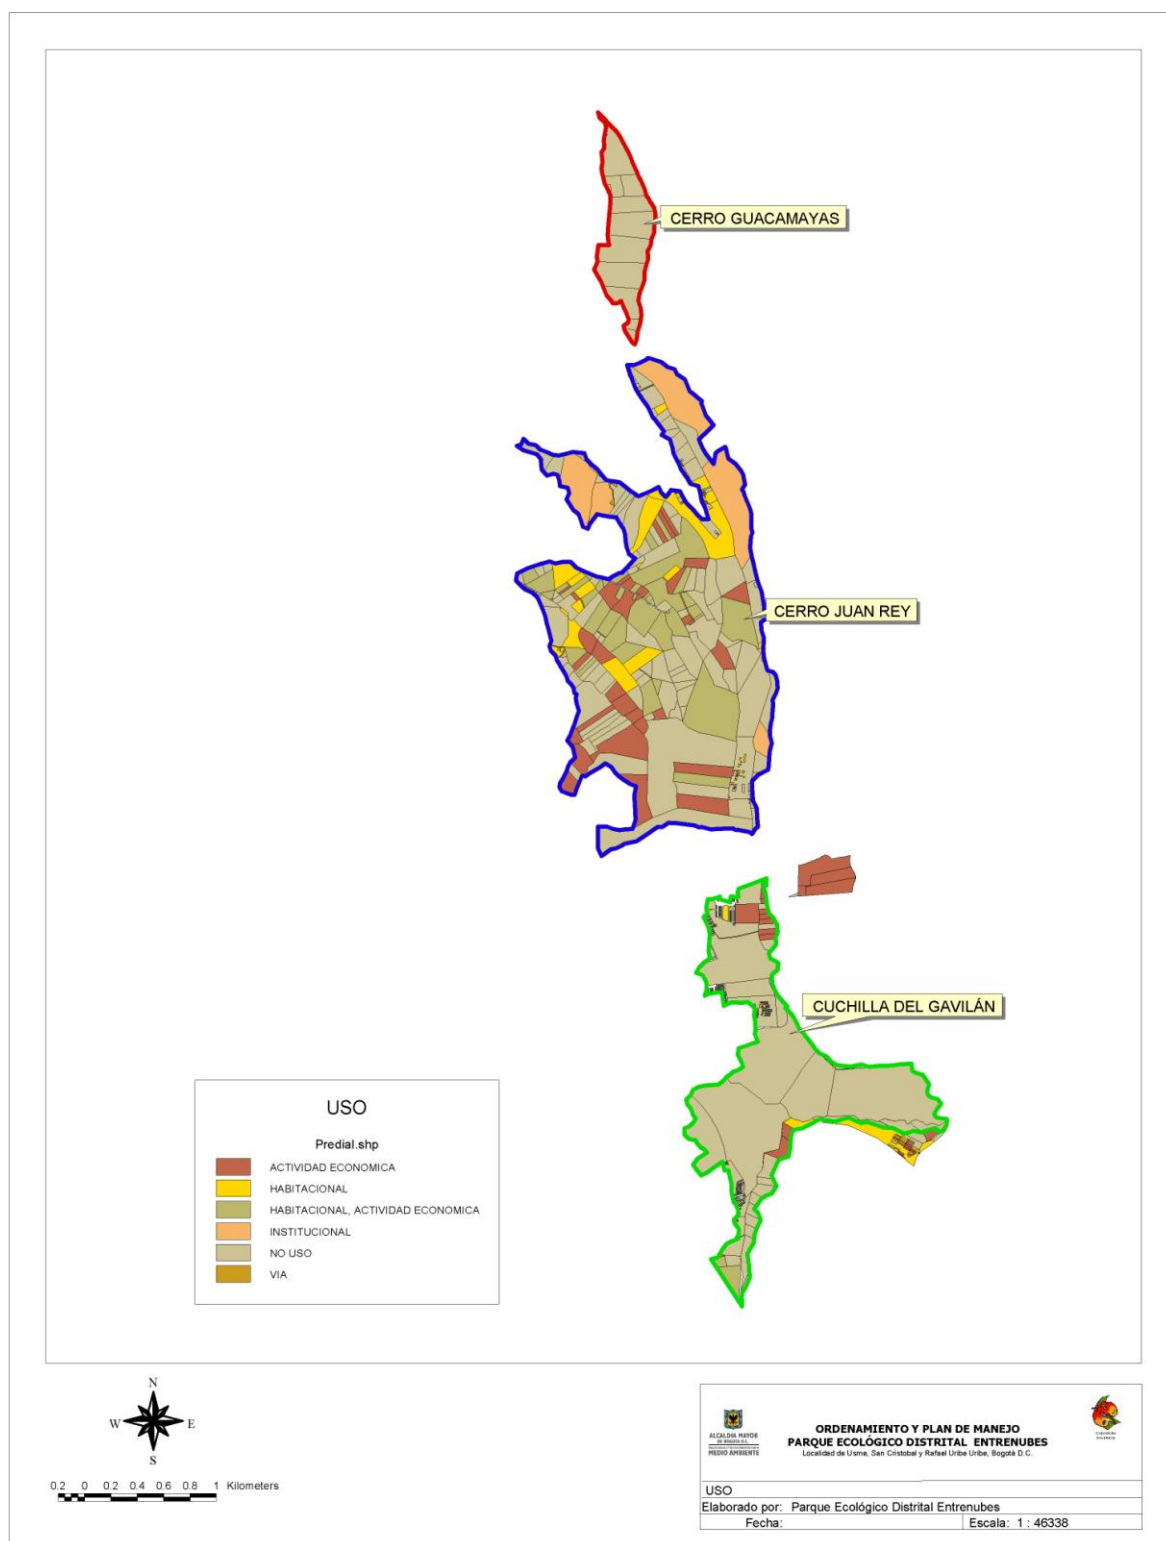 CERRO GUACAMAYAS
CERRO JUAN REY
CUCHILLA DEL GAVILÁN
USO
Predial.shp
ACTIVIDAD ECONOMICA
HABITACIONAL
HABITACIONAL, ACTIVIDAD ECONOMICA
INSTITUCIONAL
NO USO
VIA
N
W E
S
0.2 0 0.2 0.4 0.6 0.8 1 Kilometers
ALCALDIA MAYOR
DE BOGOTA D.C.
MEDIO AMBIENTE
ORDENAMIENTO Y PLAN DE MANEJO
PARQUE ECOLÓGICO DISTRITAL ENTRENUBES
Localidad de Usme, San Cristobal y Rafael Uribe Uribe, Bogotá D.C.
USO
Elaborado por: Parque Ecológico Distrital Entrenubes
Fecha: Escala: 1 : 46338